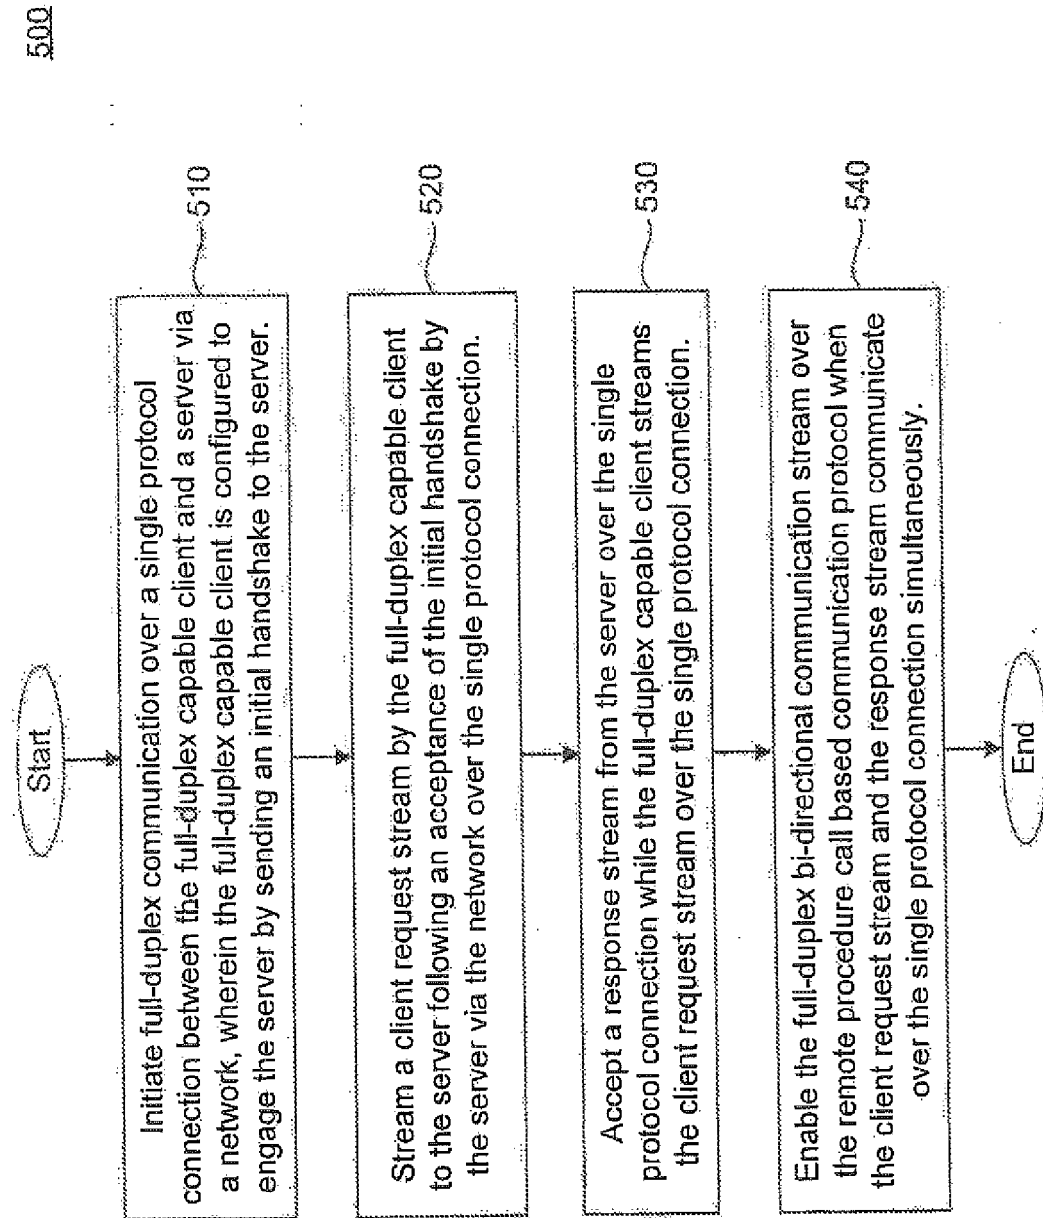 500
Start
Initiate full-duplex communication over a single protocol
connection between the full-duplex capable client and a server via
a network, wherein the full-duplex capable client is configured to
engage the server by sending an initial handshake to the server.
510
Stream a client request stream by the full-duplex capable client
to the server following an acceptance of the initial handshake by
the server via the network over the single protocol connection.
520
Accept a response stream from the server over the single
protocol connection while the full-duplex capable client streams
the client request stream over the single protocol connection.
530
Enable the full-duplex bi-directional communication stream over
the remote procedure call based communication protocol when
the client request stream and the response stream communicate
over the single protocol connection simultaneously.
540
End